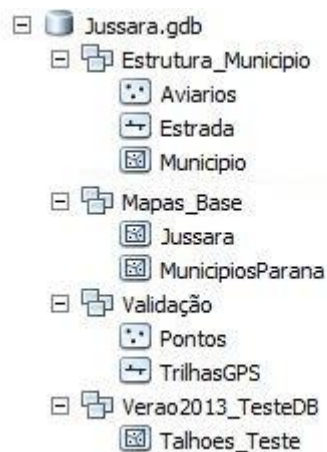 Jussara.gdb
Estrutura_Municipio
Aviarios
Estrada
Municipio
Mapas_Base
Jussara
MunicipiosParana
Validação
Pontos
TrilhasGPS
Verao2013_TesteDB
Talhoes_Teste